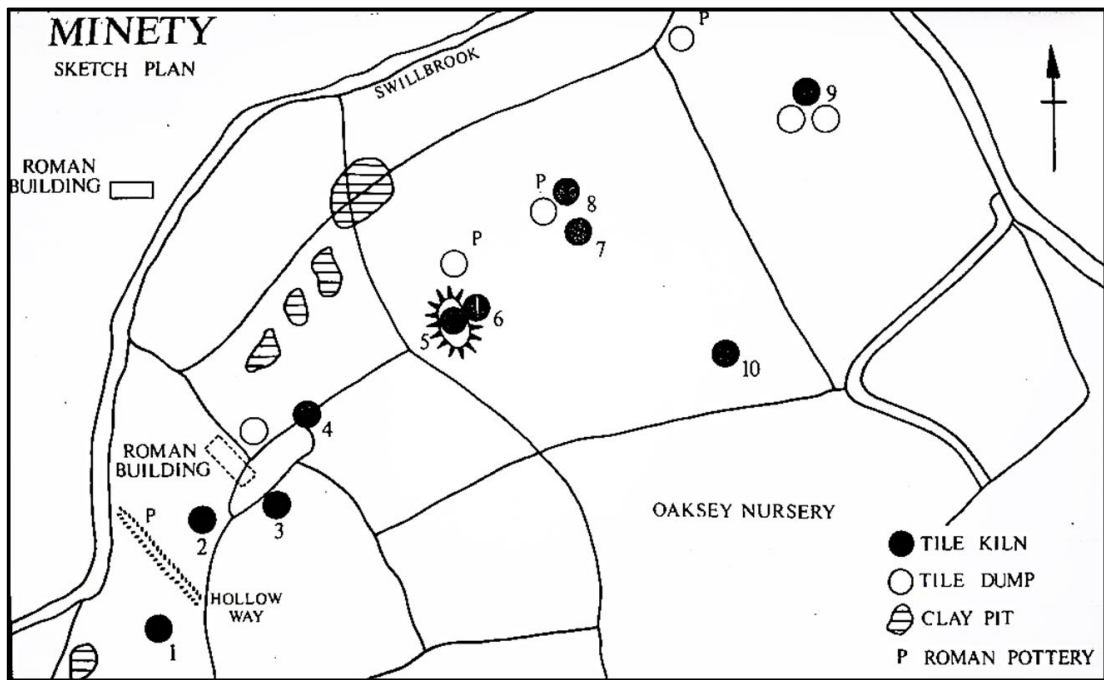 MINETY
SKETCH PLAN
SWILLBROOK
P
9
ROMAN
BUILDING
P
8
7
P
6
5
10
4
ROMAN
BUILDING
P
2
3
HOLLOW
WAY
1
OAKSEY NURSERY
TILE KILN
TILE DUMP
CLAY PIT
P ROMAN POTTERY